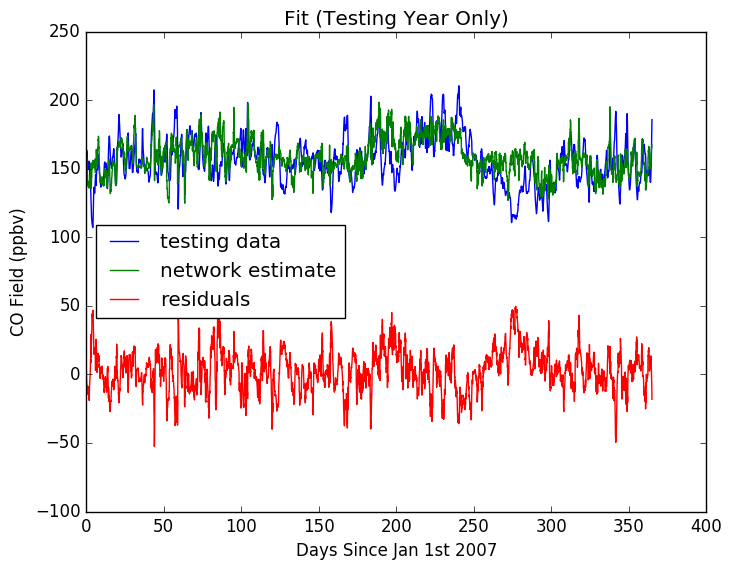 Fit (Testing Year Only)
250
200
150
100
50
0
−50
−100
CO Field (ppbv)
testing data
network estimate
residuals
0 50 100 150 200 250 300 350 400
Days Since Jan 1st 2007